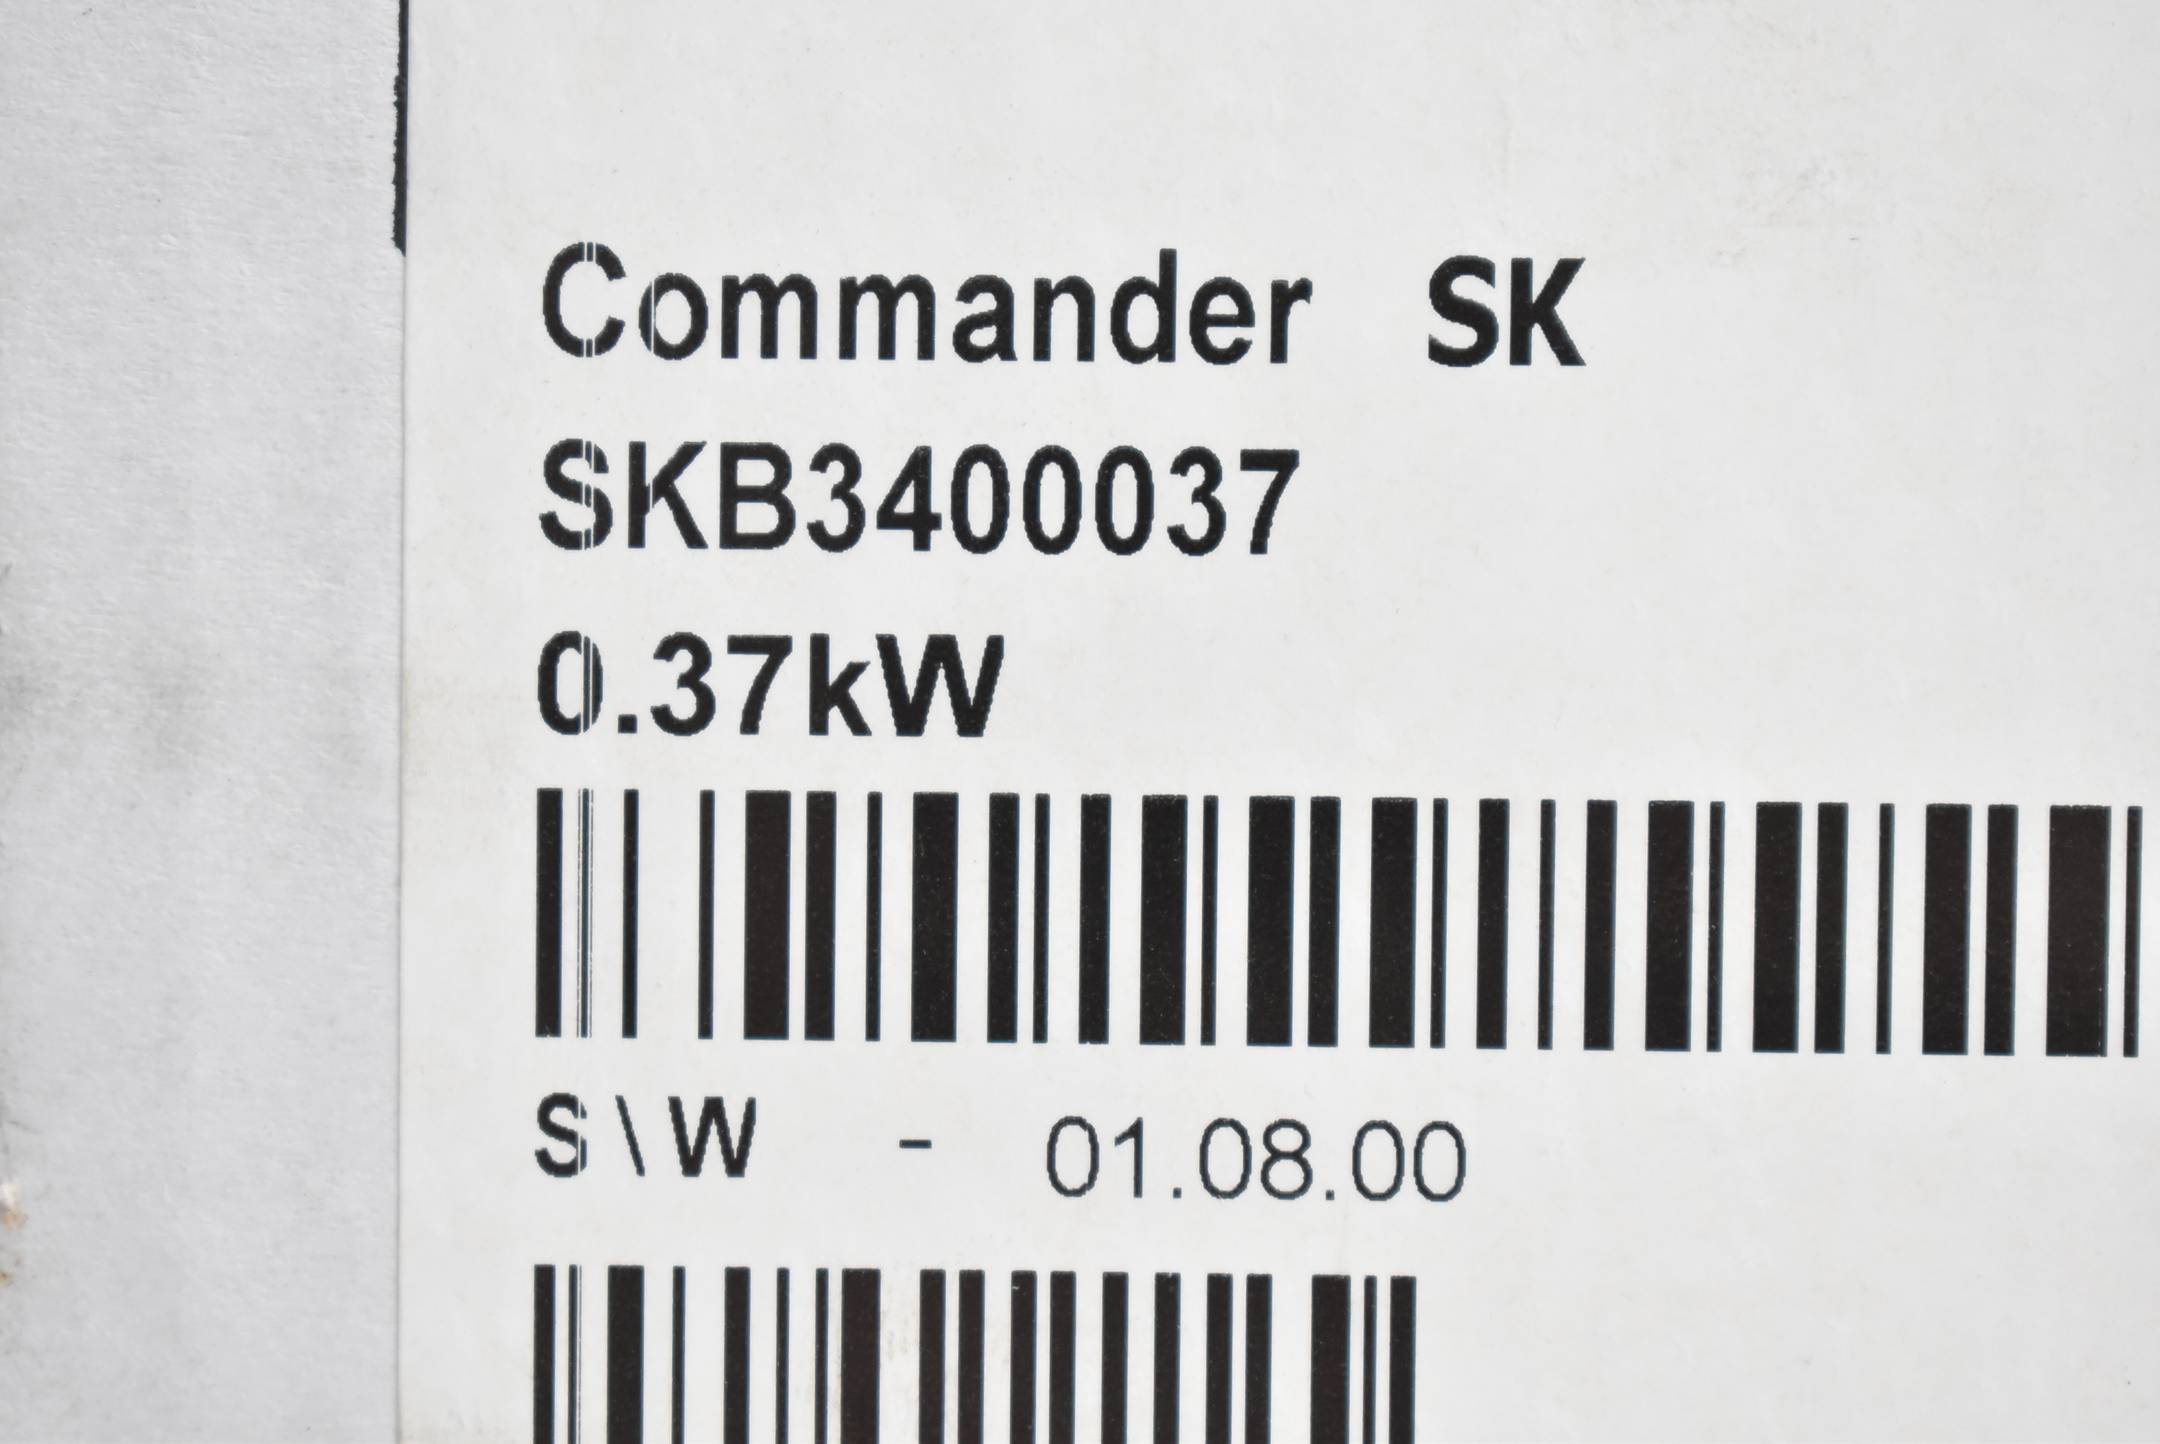 Commander SK
SKB3400037
0.37kW
S\W - 01.08.00